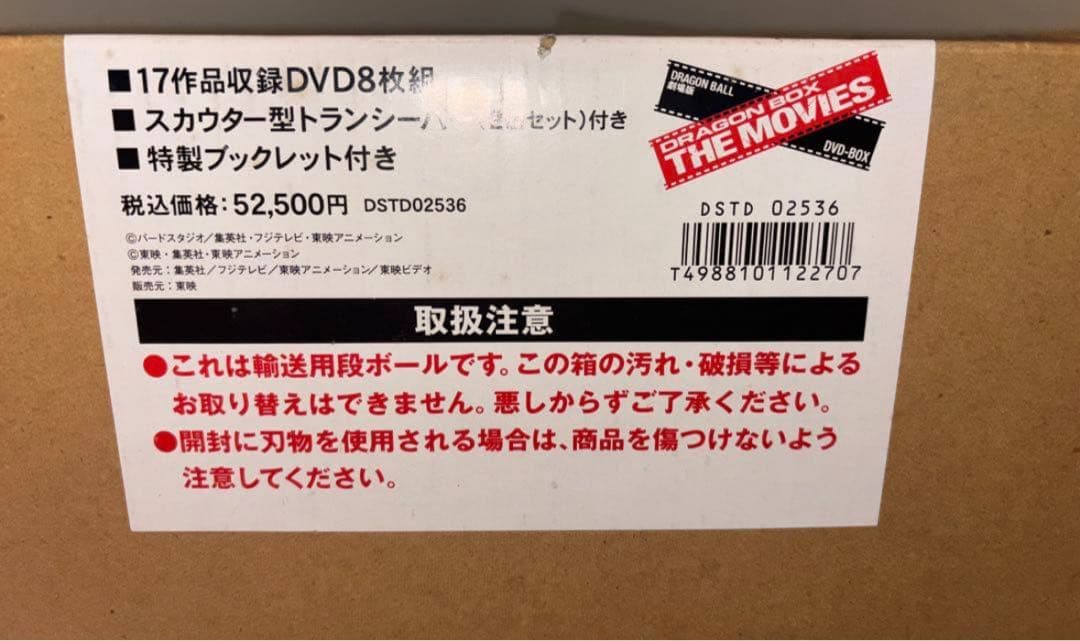 ■17作品収録DVD8枚組
■スカウター型トランシーバー セット)付き
■特製ブックレット付き
税込価格:52,500円 DSTD02536
©バードスタジオ/集英社・フジテレビ・東映アニメーション
©東映・集英社・東映アニメーション
発売元:集英社/フジテレビ/東映アニメーション/東映ビデオ
販売元:東映
DRAGON BALL
劇場版
DRAGON BOX
THE MOVIES
DVD-BOX
DSTD 02536
T4988101122707
取扱注意
●これは輸送用段ボールです。この箱の汚れ・破損等による
お取り替えはできません。悪しからずご了承ください。
●開封に刃物を使用される場合は、商品を傷つけないよう
注意してください。